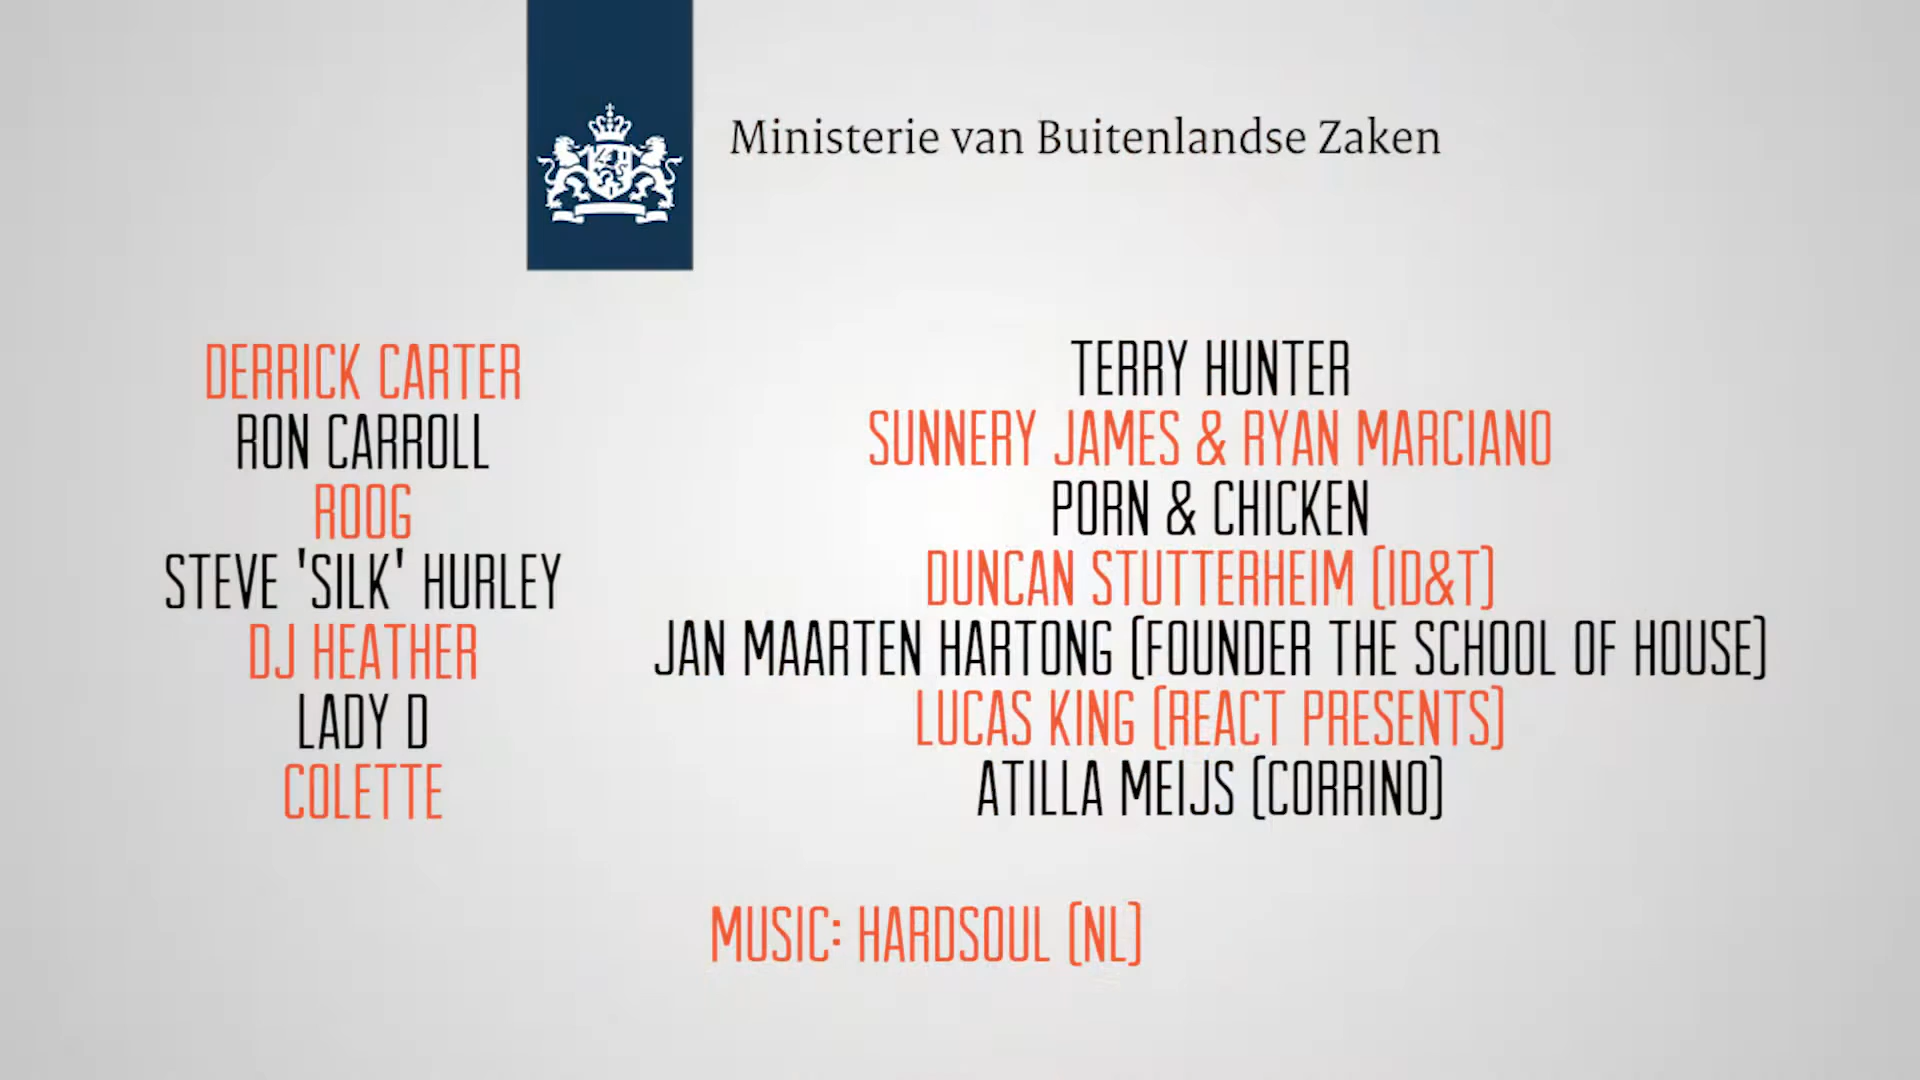 Ministerie van Buitenlandse Zaken
DERRICK CARTER
RON CARROLL
ROOG
STEVE 'SILK' HURLEY
DJ HEATHER
LADY D
COLETTE
TERRY HUNTER
SUNNERY JAMES & RYAN MARCIANO
PORN & CHICKEN
DUNCAN STUTTERHEIM (ID&T)
JAN MAARTEN HARTONG (FOUNDER THE SCHOOL OF HOUSE)
LUCAS KING (REACT PRESENTS)
ATILLA MEIJS (CORRINO)
MUSIC: HARDSOUL (NL)